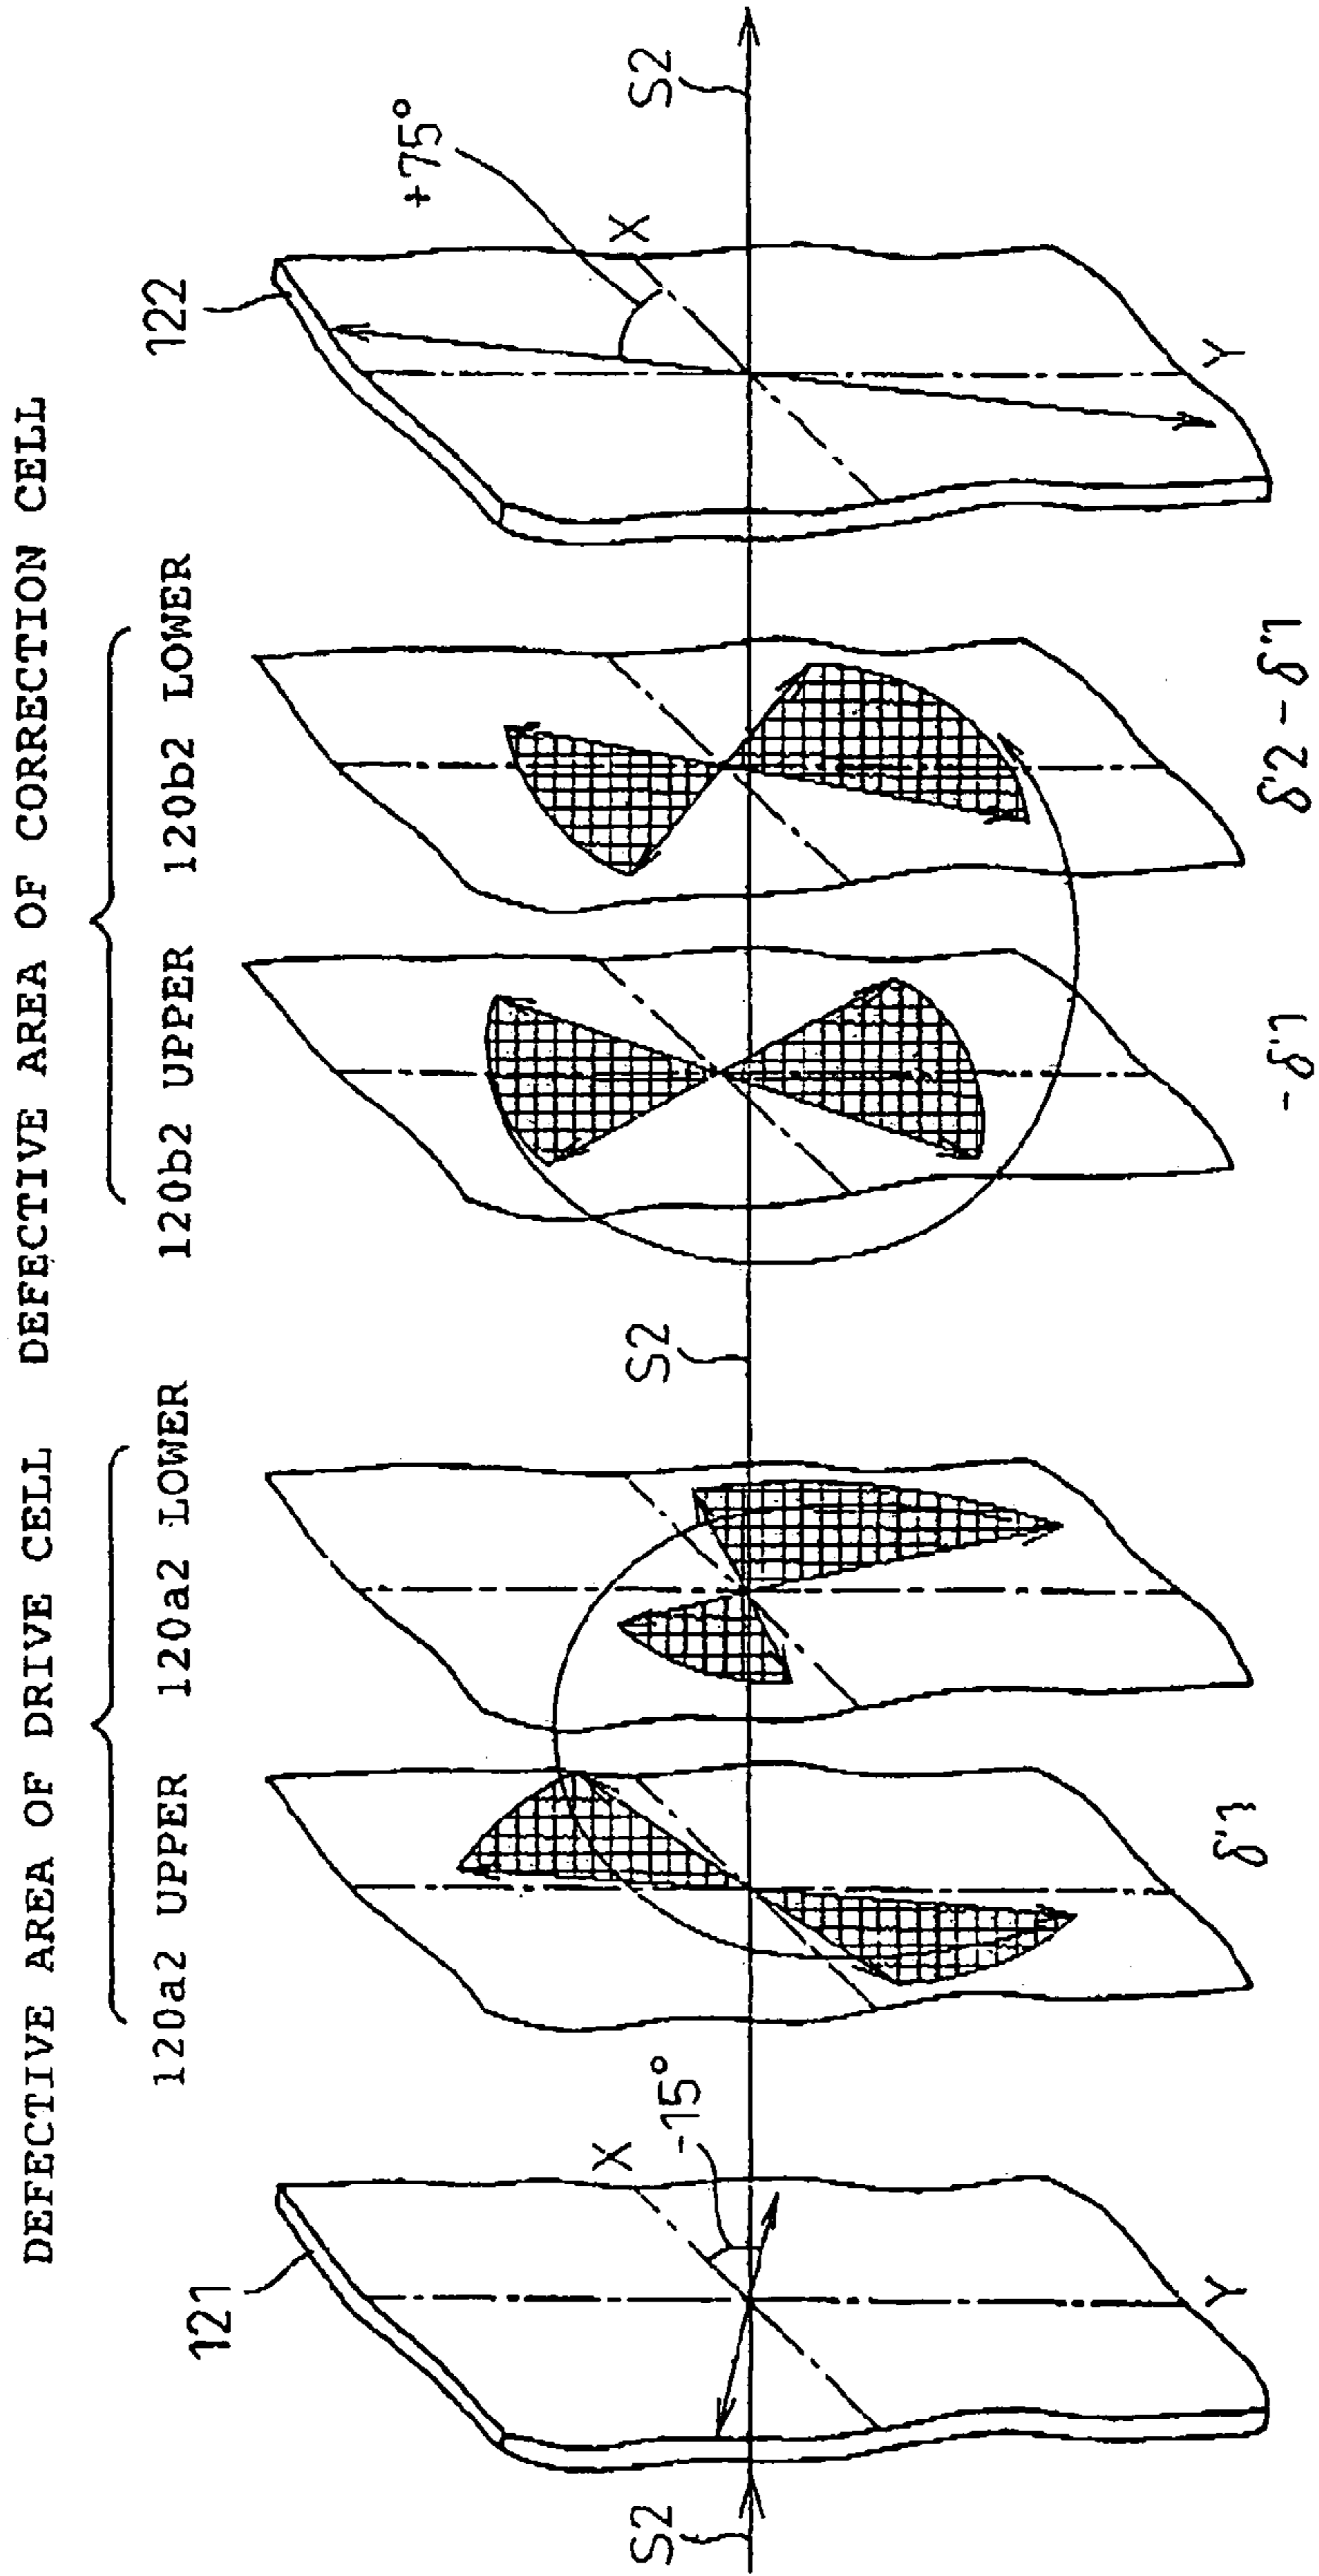 DEFECTIVE AREA OF DRIVE CELL DEFECTIVE AREA OF CORRECTION CELL
120a2 UPPER 120a2 LOWER 120b2 UPPER 120b2 LOWER
121
122
X
-15°
X
+75°
S2
S2
S2
Y
Y
δ'1
-δ'1
δ'2 - δ'1